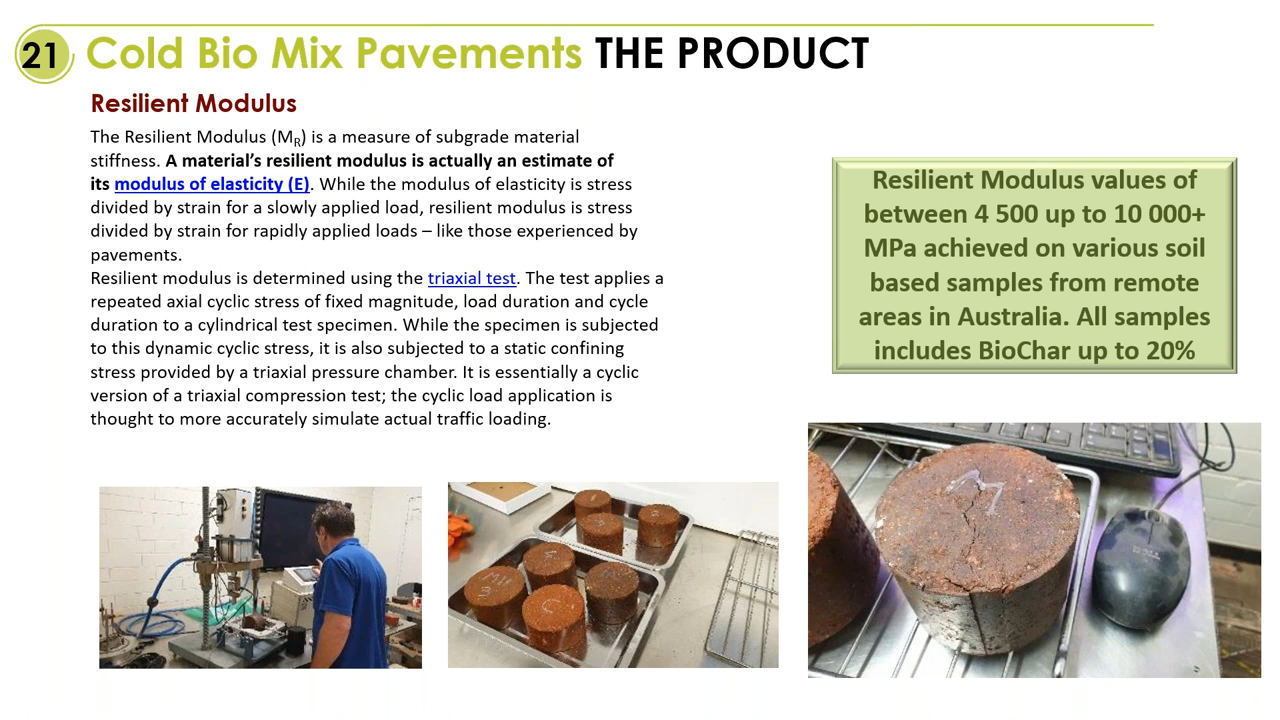 21 Cold Bio Mix Pavements THE PRODUCT
Resilient Modulus
The Resilient Modulus (MR) is a measure of subgrade material
stiffness. A material’s resilient modulus is actually an estimate of
its modulus of elasticity (E). While the modulus of elasticity is stress
divided by strain for a slowly applied load, resilient modulus is stress
divided by strain for rapidly applied loads – like those experienced by
pavements.
Resilient modulus is determined using the triaxial test. The test applies a
repeated axial cyclic stress of fixed magnitude, load duration and cycle
duration to a cylindrical test specimen. While the specimen is subjected
to this dynamic cyclic stress, it is also subjected to a static confining
stress provided by a triaxial pressure chamber. It is essentially a cyclic
version of a triaxial compression test; the cyclic load application is
thought to more accurately simulate actual traffic loading.
Resilient Modulus values of
between 4 500 up to 10 000+
MPa achieved on various soil
based samples from remote
areas in Australia. All samples
includes BioChar up to 20%